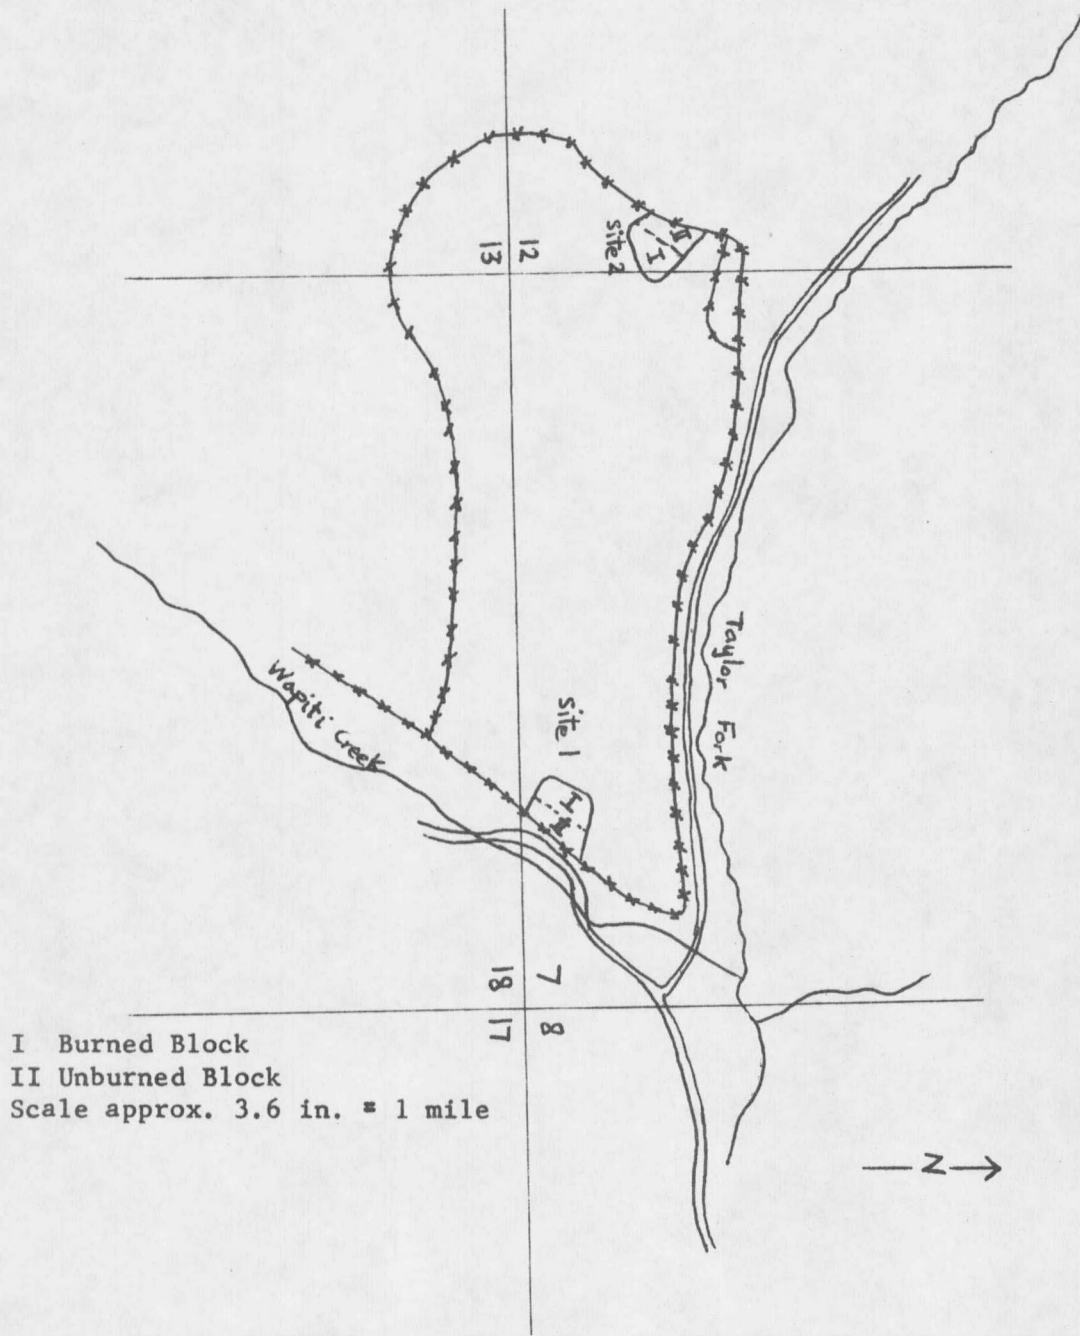 13
12
site 2
I
II
Taylor Fork
Wapiti Creek
site 1
I
II
18
7
17
8
I Burned Block
II Unburned Block
Scale approx. 3.6 in. = 1 mile
N